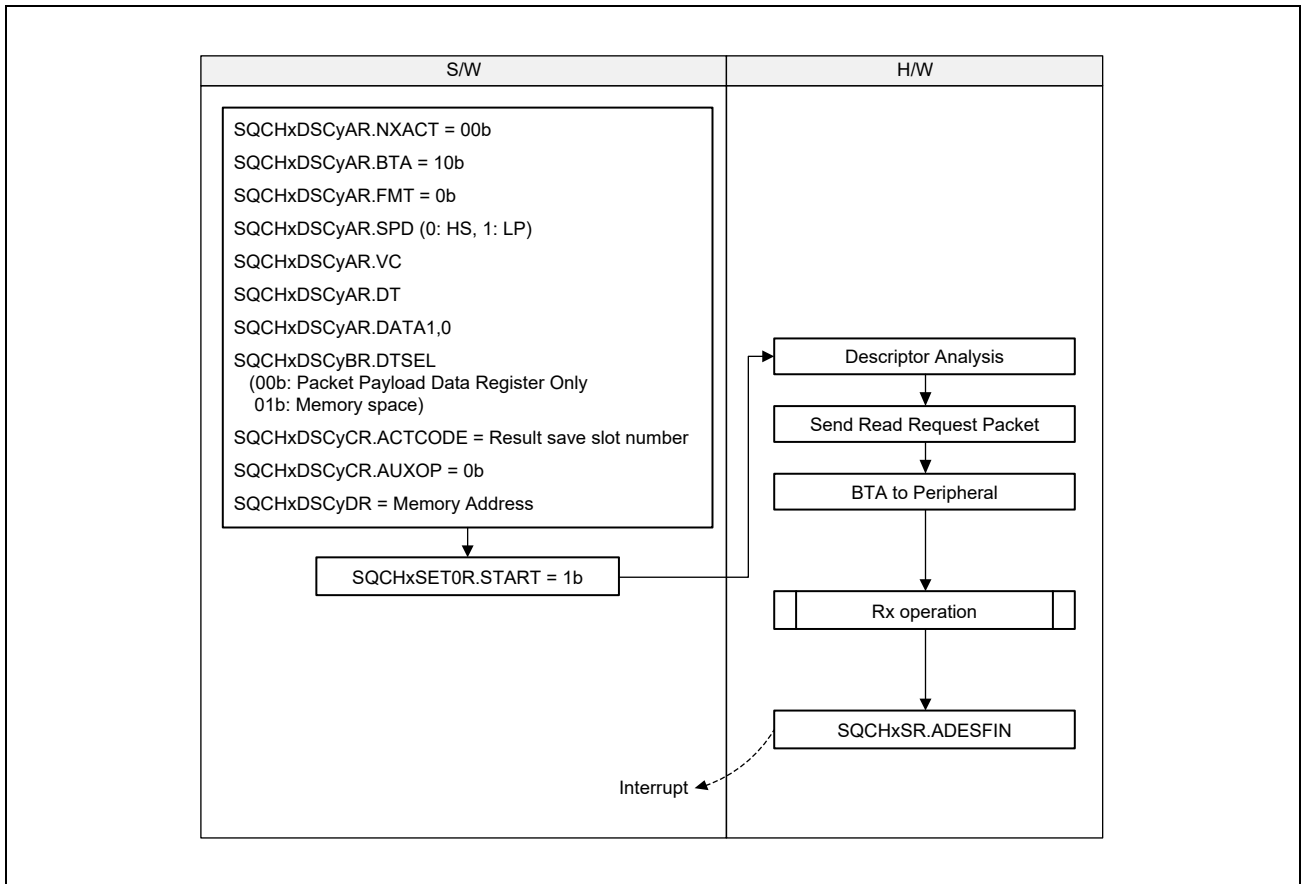 S/W
H/W
SQCHxDSCyAR.NXACT = 00b
SQCHxDSCyAR.BTA = 10b
SQCHxDSCyAR.FMT = 0b
SQCHxDSCyAR.SPD (0: HS, 1: LP)
SQCHxDSCyAR.VC
SQCHxDSCyAR.DT
SQCHxDSCyAR.DATA1,0
SQCHxDSCyBR.DTSEL
(00b: Packet Payload Data Register Only
01b: Memory space)
SQCHxDSCyCR.ACTCODE = Result save slot number
SQCHxDSCyCR.AUXOP = 0b
SQCHxDSCyDR = Memory Address
SQCHxSET0R.START = 1b
Descriptor Analysis
Send Read Request Packet
BTA to Peripheral
Rx operation
SQCHxSR.ADESFIN
Interrupt